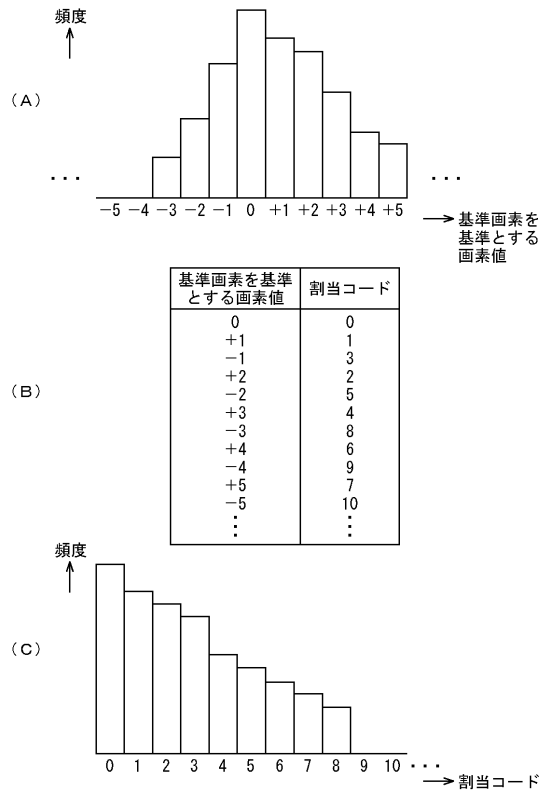 頻度
(A)
・・・
・・・
−5 −4 −3 −2 −1 0 +1 +2 +3 +4 +5
基準画素を
基準とする
画素値
(B)
基準画素を基準
とする画素値
割当コード
0 0
+1 1
−1 3
+2 2
−2 5
+3 4
−3 8
+4 6
−4 9
+5 7
−5 10
⋮ ⋮
頻度
(C)
0 1 2 3 4 5 6 7 8 9 10 ・・・
割当コード